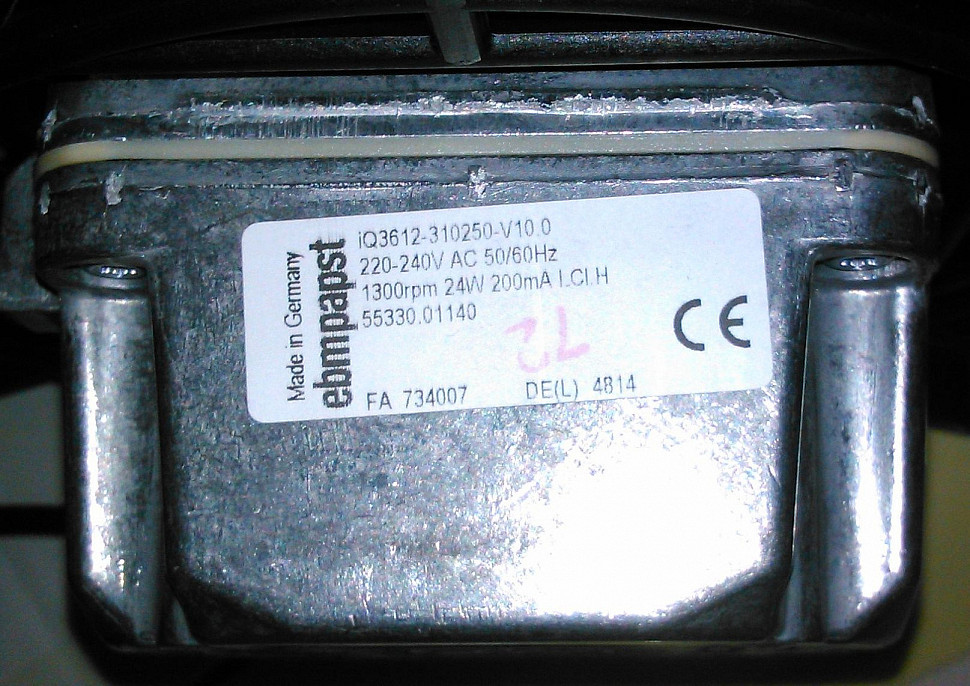 Made in Germany
ebmpapst
iQ3612-310250-V10.0
220-240V AC 50/60Hz
1300rpm 24W 200mA I.Cl.H
55330.01140
CE
FA 734007
DE(L) 4814